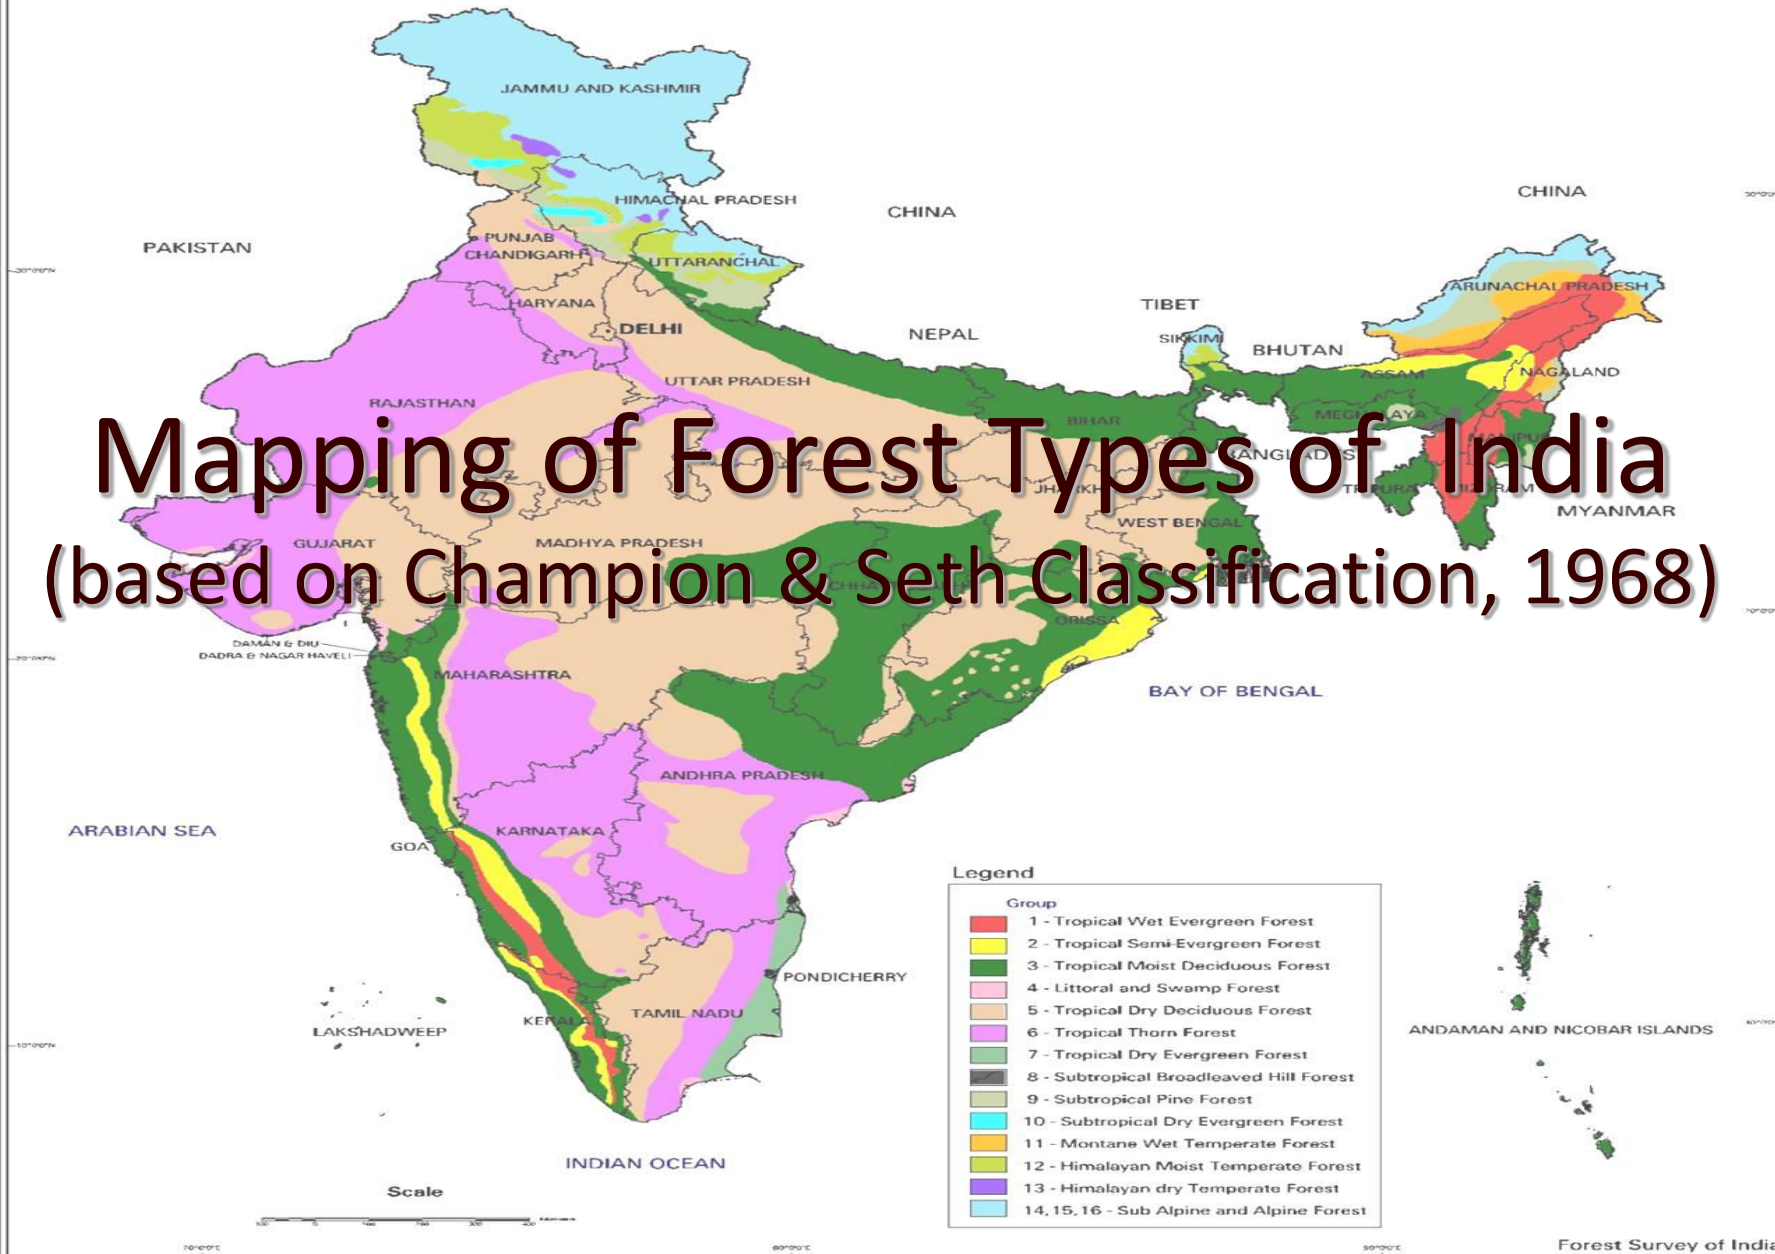 JAMMU AND KASHMIR
CHINA
HIMACHAL PRADESH
CHINA
PUNJAB
PAKISTAN
CHANDIGARH
UTTARANCHAL
ARUNACHAL PRADESH
HARYANA
TIBET
DELHI
NEPAL
SIKKIM
BHUTAN
ASSAM
NAGALAND
UTTAR PRADESH
RAJASTHAN
MEGHALAYA
BIHAR
Mapping of Forest Types of India
MYANMAR
WEST BENGAL
GUJARAT
MADHYA PRADESH
(based on Champion & Seth Classification, 1968)
ORISSA
DAMAN & DIU
DADRA & NAGAR HAVELI
MAHARASHTRA
BAY OF BENGAL
ANDHRA PRADESH
ARABIAN SEA
KARNATAKA
GOA
Legend
Group
1 - Tropical Wet Evergreen Forest
2 - Tropical Semi-Evergreen Forest
3 - Tropical Moist Deciduous Forest
4 - Littoral and Swamp Forest
5 - Tropical Dry Deciduous Forest
6 - Tropical Thorn Forest
7 - Tropical Dry Evergreen Forest
8 - Subtropical Broadleaved Hill Forest
9 - Subtropical Pine Forest
10 - Subtropical Dry Evergreen Forest
11 - Montane Wet Temperate Forest
12 - Himalayan Moist Temperate Forest
13 - Himalayan dry Temperate Forest
14,15,16 - Sub Alpine and Alpine Forest
PONDICHERRY
TAMIL NADU
KERALA
LAKSHADWEEP
ANDAMAN AND NICOBAR ISLANDS
INDIAN OCEAN
Scale
Forest Survey of India